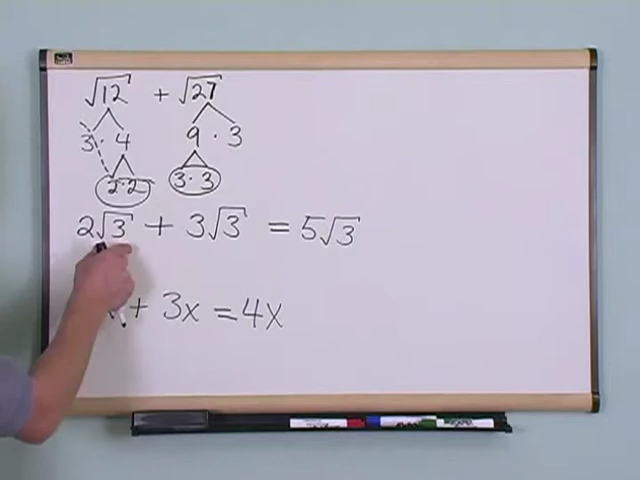 √12 + √27
3 · 4 9 · 3
2 · 2 3 · 3
2√3 + 3√3 = 5√3
+ 3x = 4x